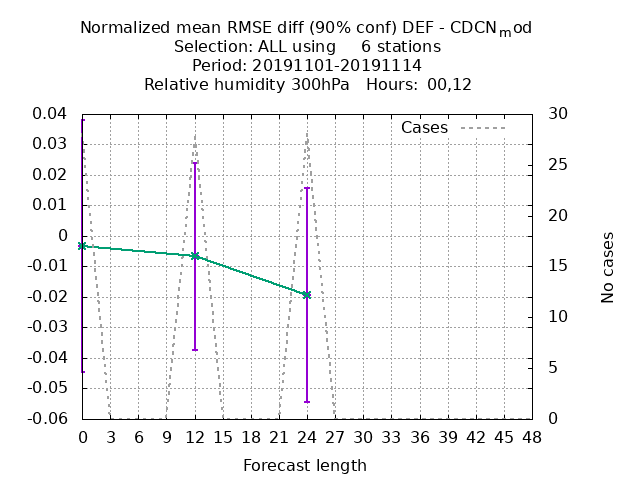 Normalized mean RMSE diff (90% conf) DEF - CDCN_mod
Selection: ALL using 6 stations
Period: 20191101-20191114
Relative humidity 300hPa Hours: 00,12
Cases
0.04
0.03
0.02
0.01
0
-0.01
-0.02
-0.03
-0.04
-0.05
-0.06
30
25
20
15
10
5
0
No cases
0 3 6 9 12 15 18 21 24 27 30 33 36 39 42 45 48
Forecast length